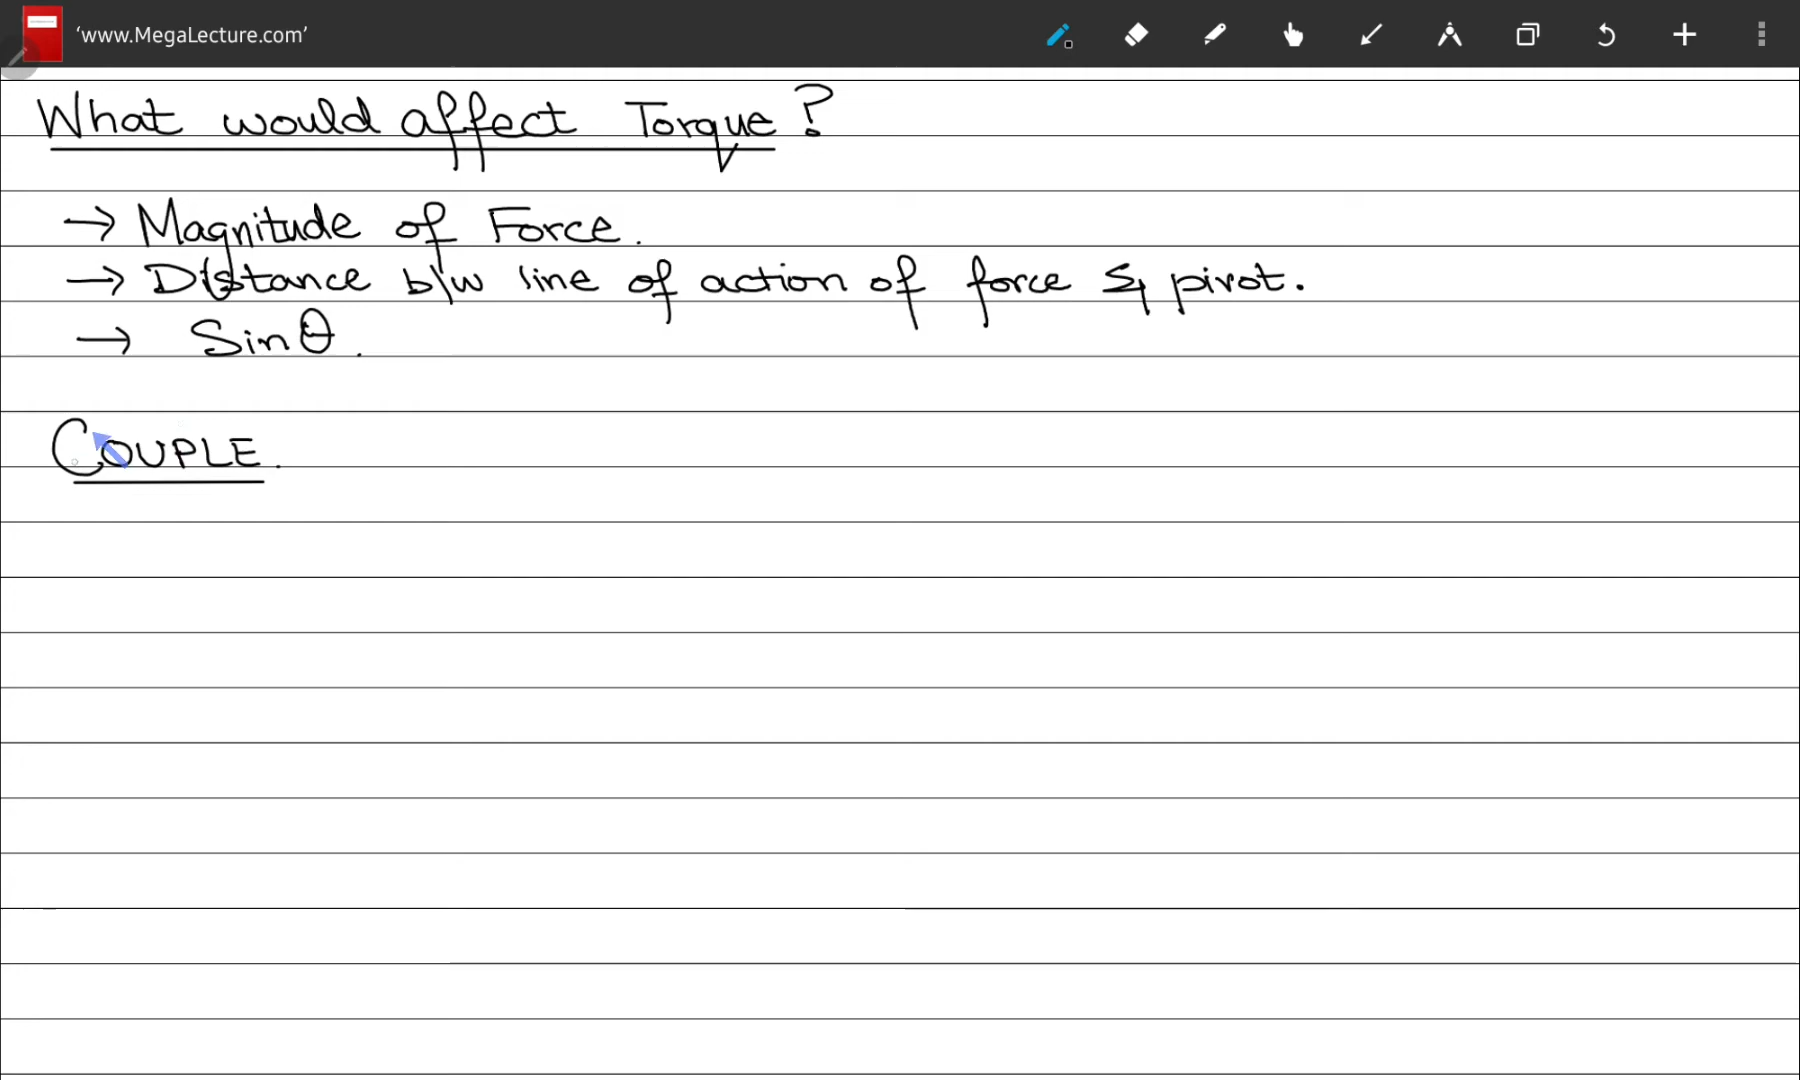 ‘www.MegaLecture.com’
What would affect Torque?
→ Magnitude of Force.
→ Distance b/w line of action of force & pivot.
→ Sinθ.
COUPLE.